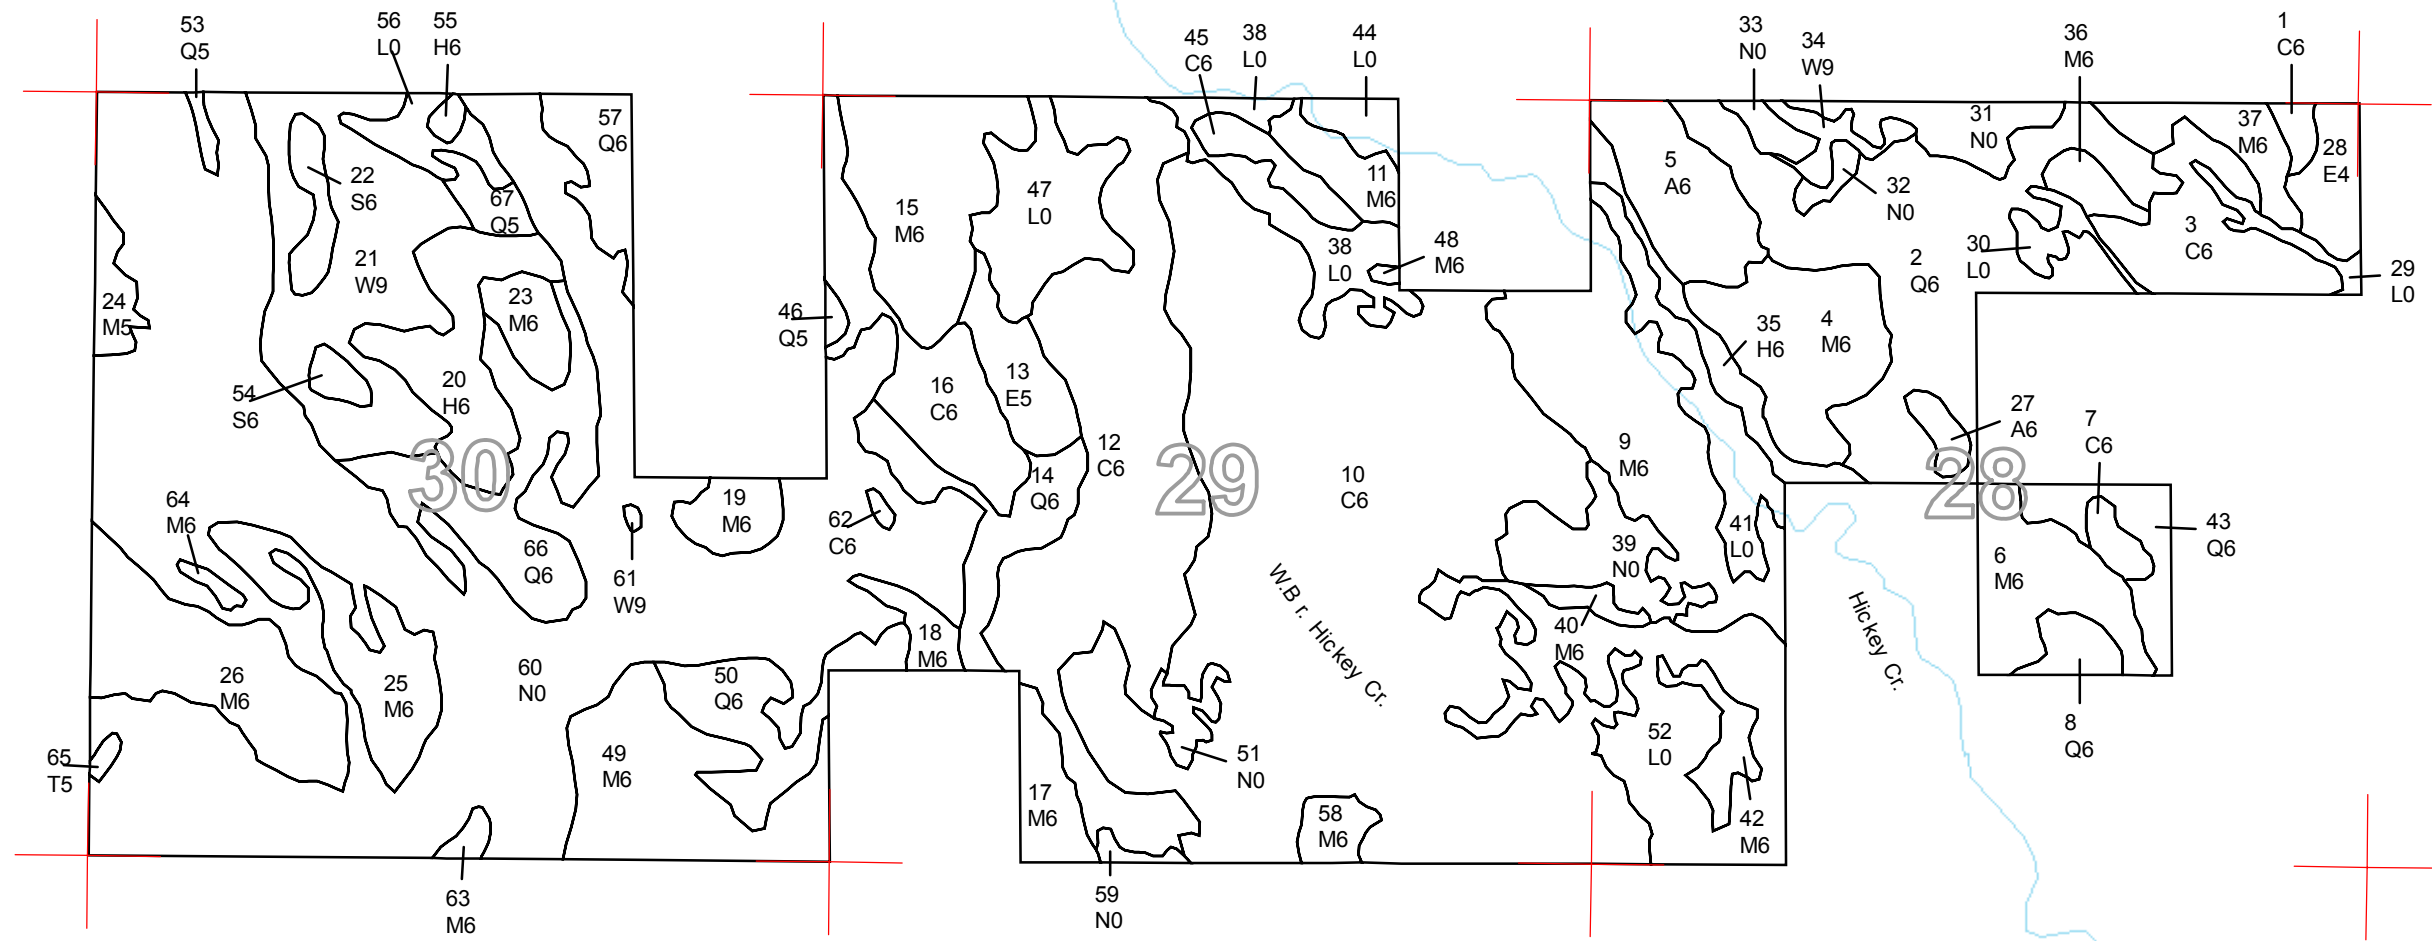 53
Q5
56
L0
55
H6
57
Q6
22
S6
67
Q5
21
W9
24
M5
23
M6
54
S6
20
H6
30
64
M6
66
Q6
61
W9
19
M6
26
M6
25
M6
60
N0
50
Q6
49
M6
65
T5
63
M6
45
C6
38
L0
44
L0
15
M6
47
L0
11
M6
38
L0
48
M6
46
Q5
16
C6
13
E5
14
Q6
12
C6
29
10
C6
62
C6
18
M6
W.B r. Hickey Cr.
17
M6
51
N0
58
M6
59
N0
33
N0
34
W9
36
M6
1
C6
31
N0
37
M6
28
E4
5
A6
32
N0
2
Q6
30
L0
3
C6
29
L0
35
H6
4
M6
27
A6
7
C6
28
9
M6
41
L0
39
N0
40
M6
43
Q6
6
M6
Hickey Cr.
8
Q6
52
L0
42
M6